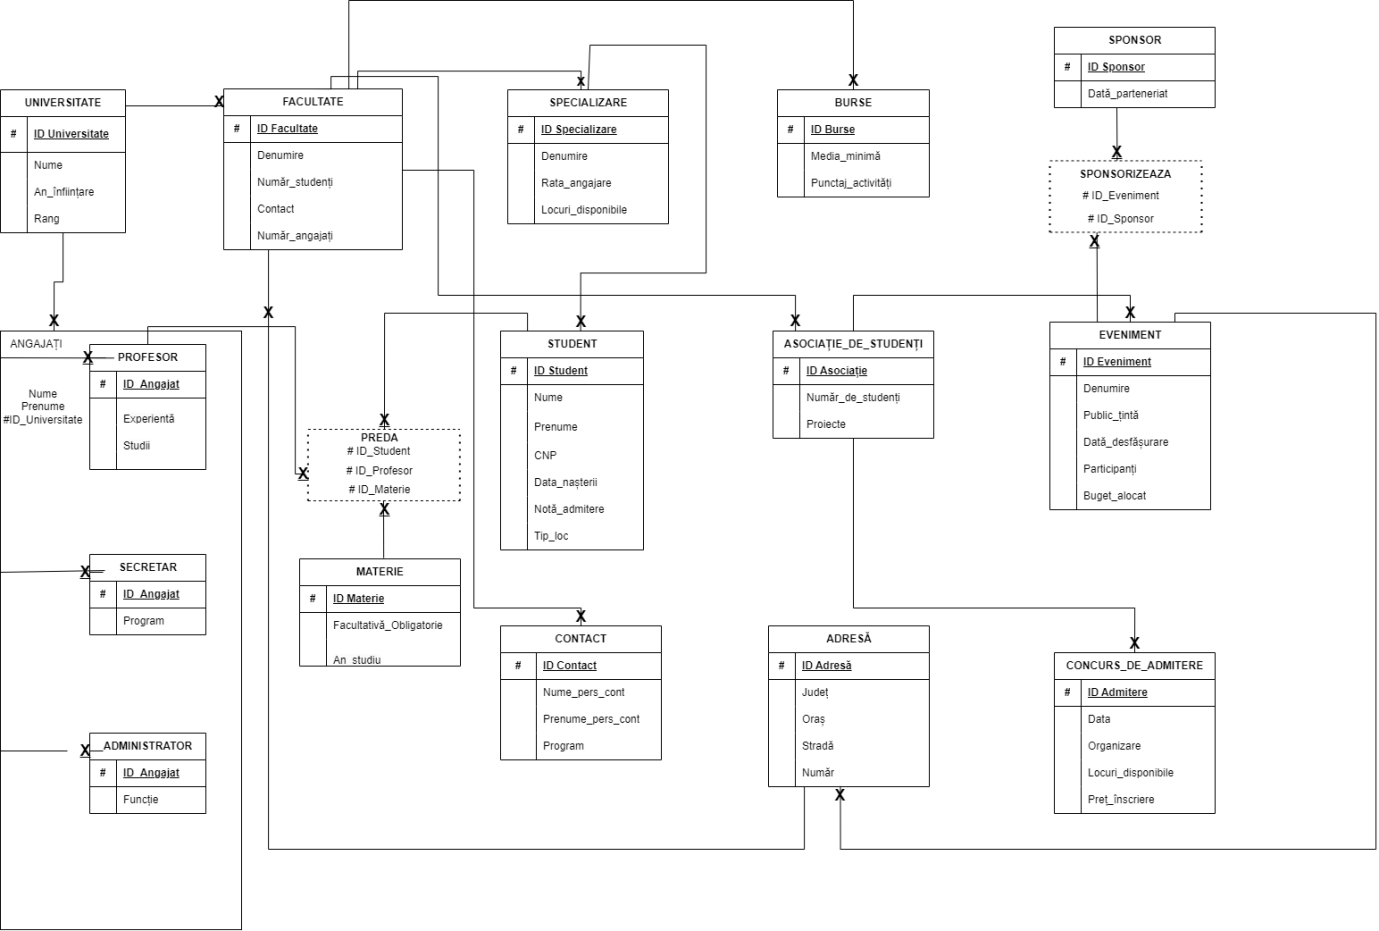 UNIVERSITATE
# ID Universitate
Nume
An_înființare
Rang
X
FACULTATE
# ID Facultate
Denumire
Număr_studenți
Contact
Număr_angajați
X
SPECIALIZARE
# ID Specializare
Denumire
Rata_angajare
Locuri_disponibile
X
BURSE
# ID Burse
Media_minimă
Punctaj_activități
SPONSOR
# ID Sponsor
Dată_parteneriat
X
SPONSORIZEAZA
# ID_Eveniment
# ID_Sponsor
X
X
X
X
X
X
ANGAJAȚI
Nume
Prenume
#ID_Universitate
X
PROFESOR
# ID_Angajat
Experientă
Studii
X
SECRETAR
# ID_Angajat
Program
X
ADMINISTRATOR
# ID_Angajat
Funcție
X
X
PREDA
# ID_Student
# ID_Profesor
# ID_Materie
X
MATERIE
# ID Materie
Facultativă_Obligatorie
An_studiu
STUDENT
# ID Student
Nume
Prenume
CNP
Data_nașterii
Notă_admitere
Tip_loc
X
CONTACT
# ID Contact
Nume_pers_cont
Prenume_pers_cont
Program
ASOCIAȚIE_DE_STUDENȚI
# ID Asociație
Număr_de_studenți
Proiecte
EVENIMENT
# ID Eveniment
Denumire
Public_țintă
Dată_desfășurare
Participanți
Buget_alocat
ADRESĂ
# ID Adresă
Județ
Oraș
Stradă
Număr
X
X
CONCURS_DE_ADMITERE
# ID Admitere
Data
Organizare
Locuri_disponibile
Preț_înscriere